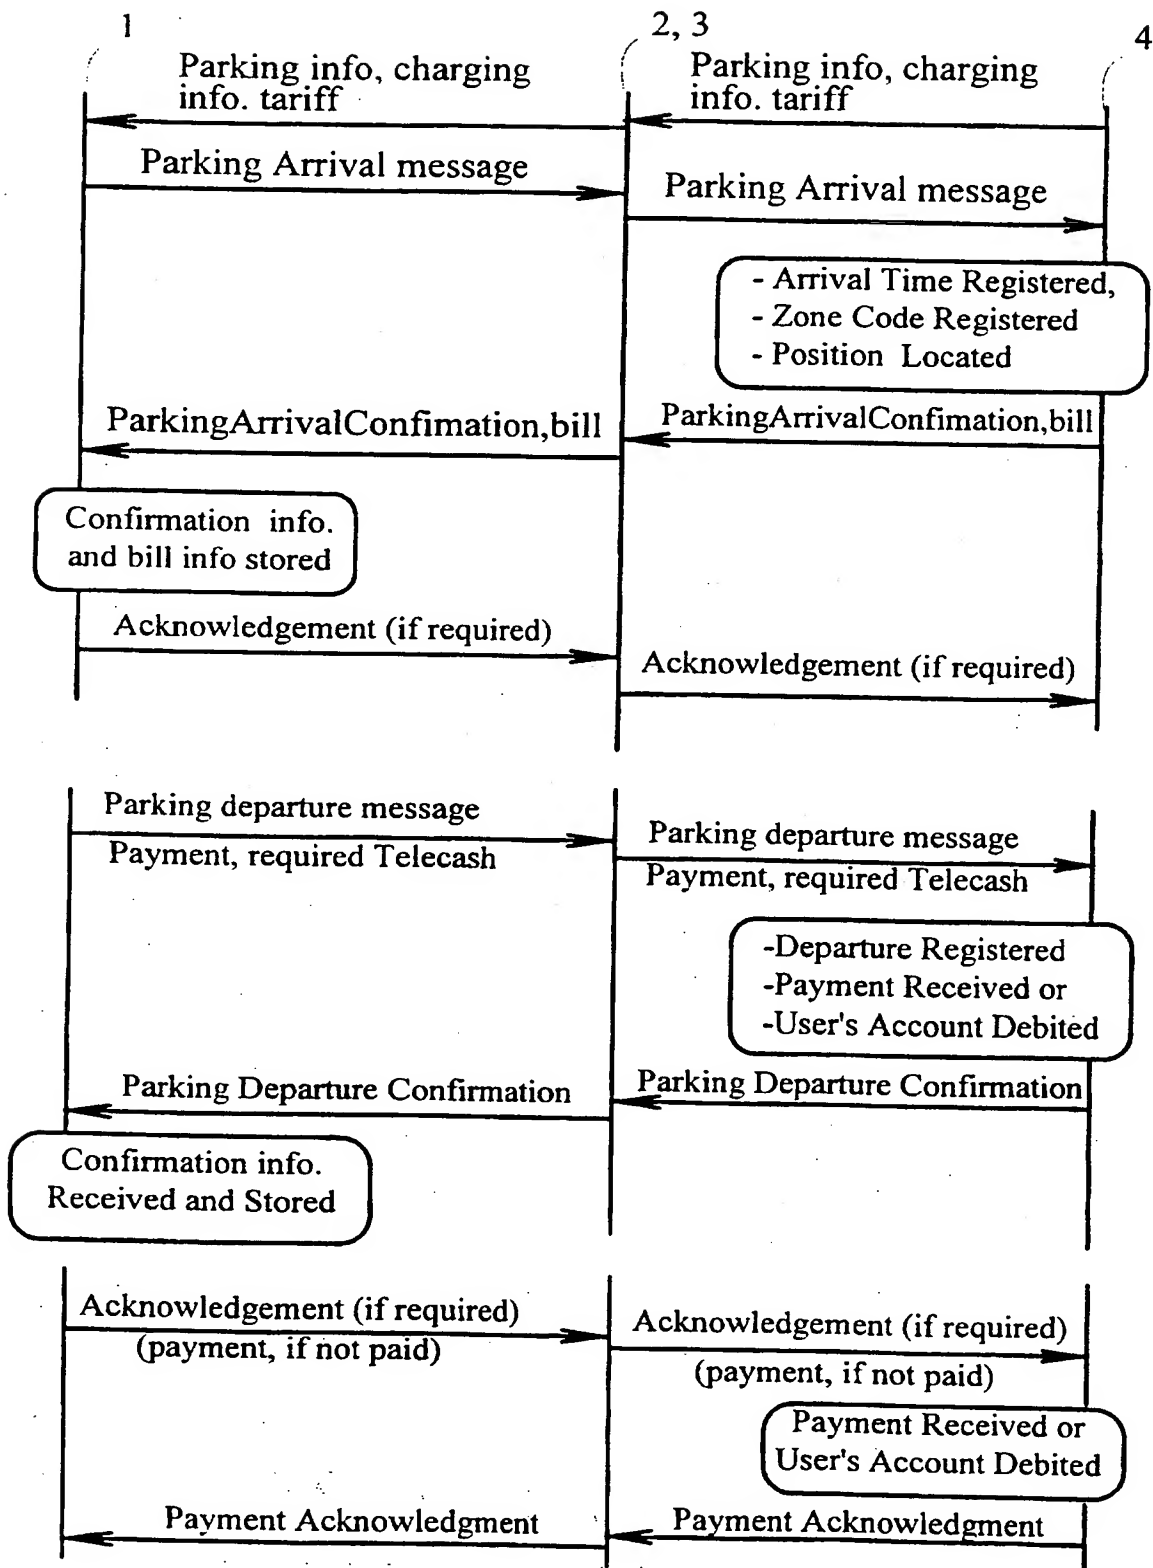 1
2, 3
4
Parking info, charging
info. tariff
Parking info, charging
info. tariff
Parking Arrival message
Parking Arrival message
- Arrival Time Registered,
- Zone Code Registered
- Position Located
ParkingArrivalConfimation,bill
ParkingArrivalConfimation,bill
Confirmation info.
and bill info stored
Acknowledgement (if required)
Acknowledgement (if required)
Parking departure message
Payment, required Telecash
Parking departure message
Payment, required Telecash
-Departure Registered
-Payment Received or
-User's Account Debited
Parking Departure Confirmation
Parking Departure Confirmation
Confirmation info.
Received and Stored
Acknowledgement (if required)
(payment, if not paid)
Acknowledgement (if required)
(payment, if not paid)
Payment Received or
User's Account Debited
Payment Acknowledgment
Payment Acknowledgment